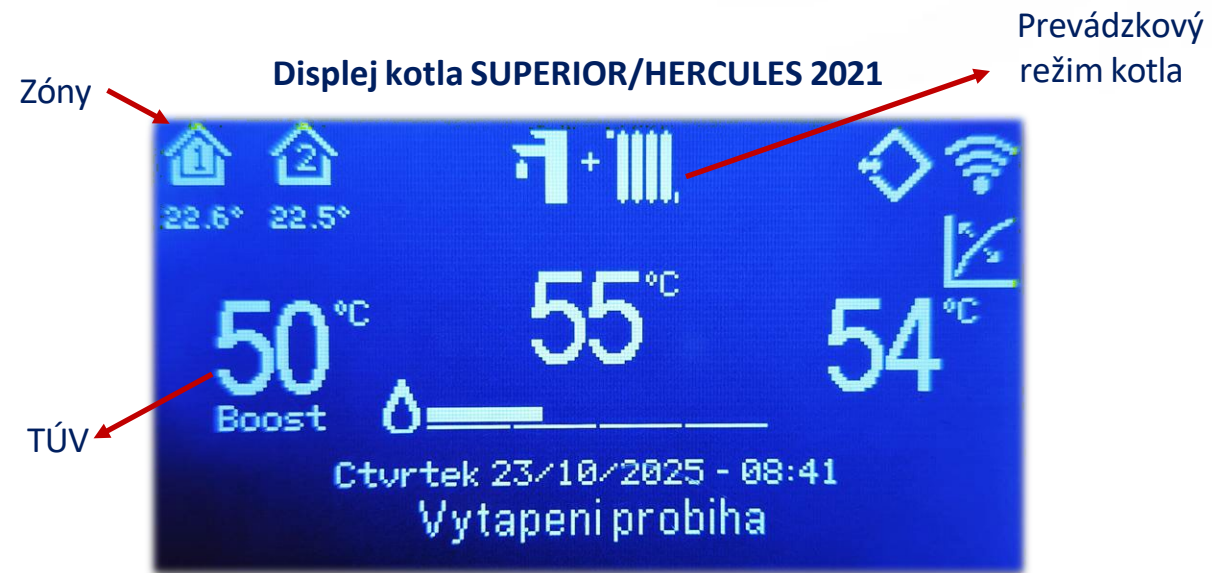 Prevádzkový
režim kotla
Displej kotla SUPERIOR/HERCULES 2021
Zóny
1 2
22.6° 22.5°
+
50 °C 55 °C 54 °C
Boost
TÚV
Ctvrtek 23/10/2025 - 08:41
Vytapeni probiha